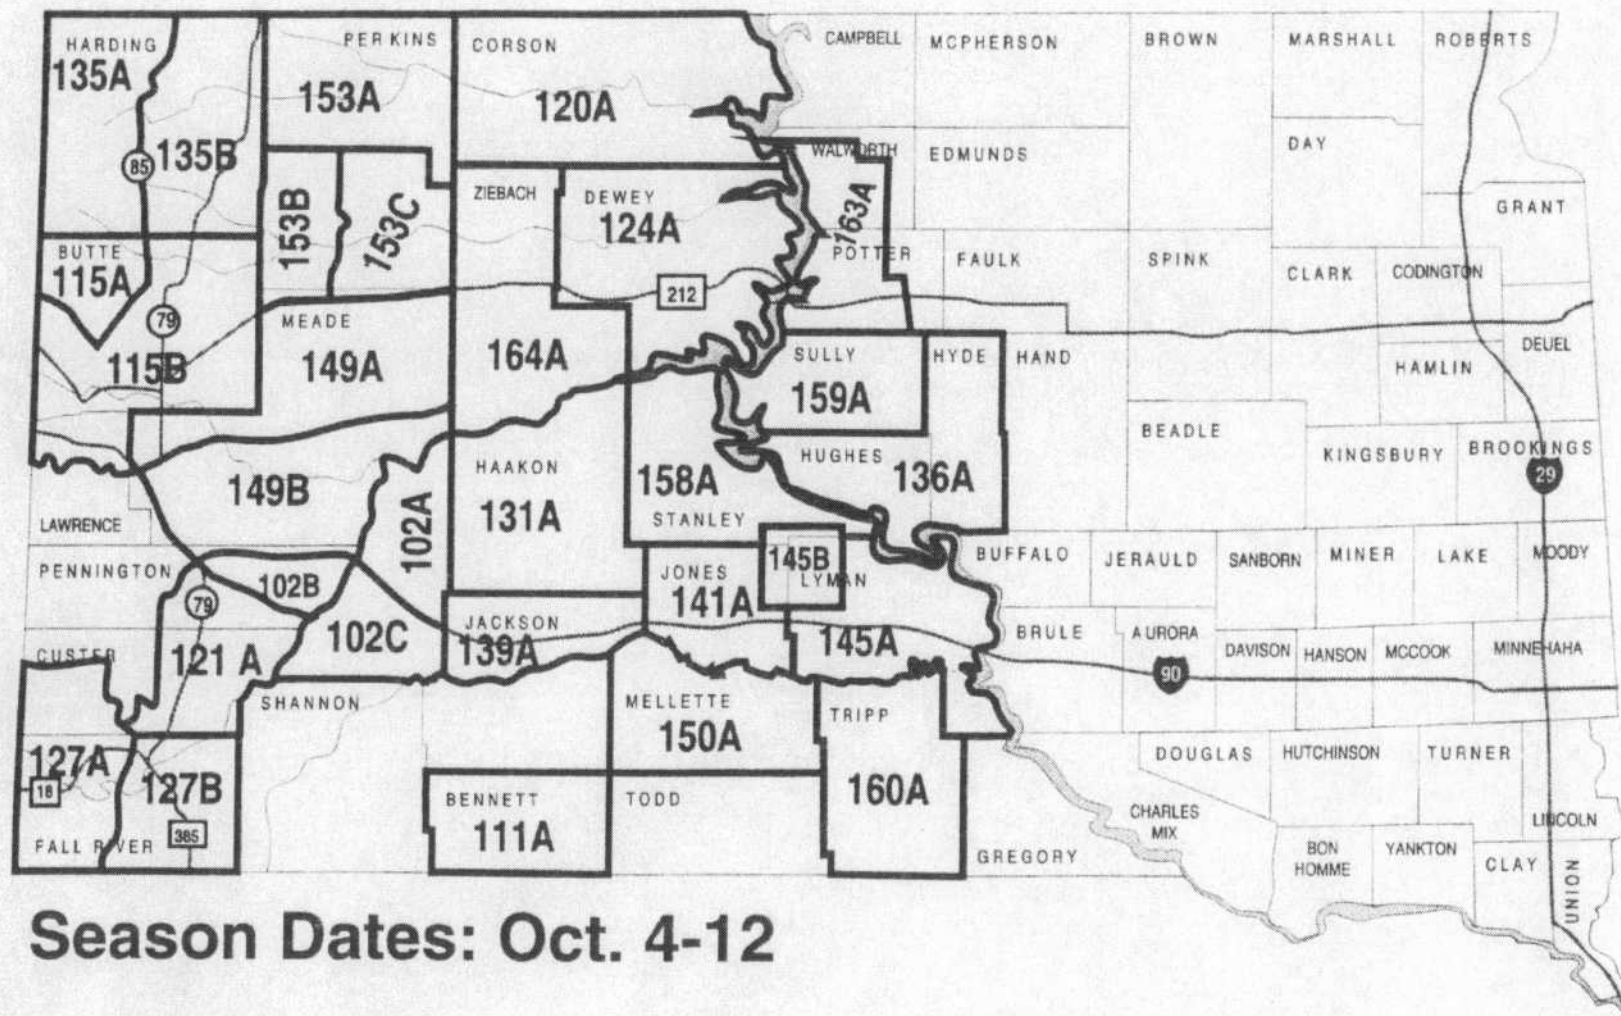 HARDING
135A
PERKINS
153A
CORSON
120A
CAMPBELL
MCPHERSON
BROWN
MARSHALL
ROBERTS
85
135B
153B
153C
ZIEBACH
DEWEY
124A
WALWORTH
163A
EDMUNDS
DAY
GRANT
BUTTE
115A
POTTER
FAULK
SPINK
CLARK
CODINGTON
212
79
115B
MEADE
149A
164A
SULLY
159A
HYDE
HAND
DEUEL
HAMLIN
BEADLE
KINGSBURY
BROOKINGS
29
149B
102A
HAAKON
131A
158A
STANLEY
HUGHES
136A
LAWRENCE
PENNINGTON
102B
79
145B
LYMAN
BUFFALO
JERAULD
SANBORN
MINER
LAKE
MOODY
JONES
141A
JACKSON
139A
102C
121 A
CUSTER
145A
BRULE
AURORA
DAVISON
HANSON
MCCOOK
MINNEHAHA
90
SHANNON
MELLETTE
150A
TRIPP
160A
127A
18
127B
385
FALL RIVER
BENNETT
111A
TODD
GREGORY
DOUGLAS
HUTCHINSON
TURNER
CHARLES
MIX
LINCOLN
BON
HOMME
YANKTON
CLAY
UNION
Season Dates: Oct. 4-12